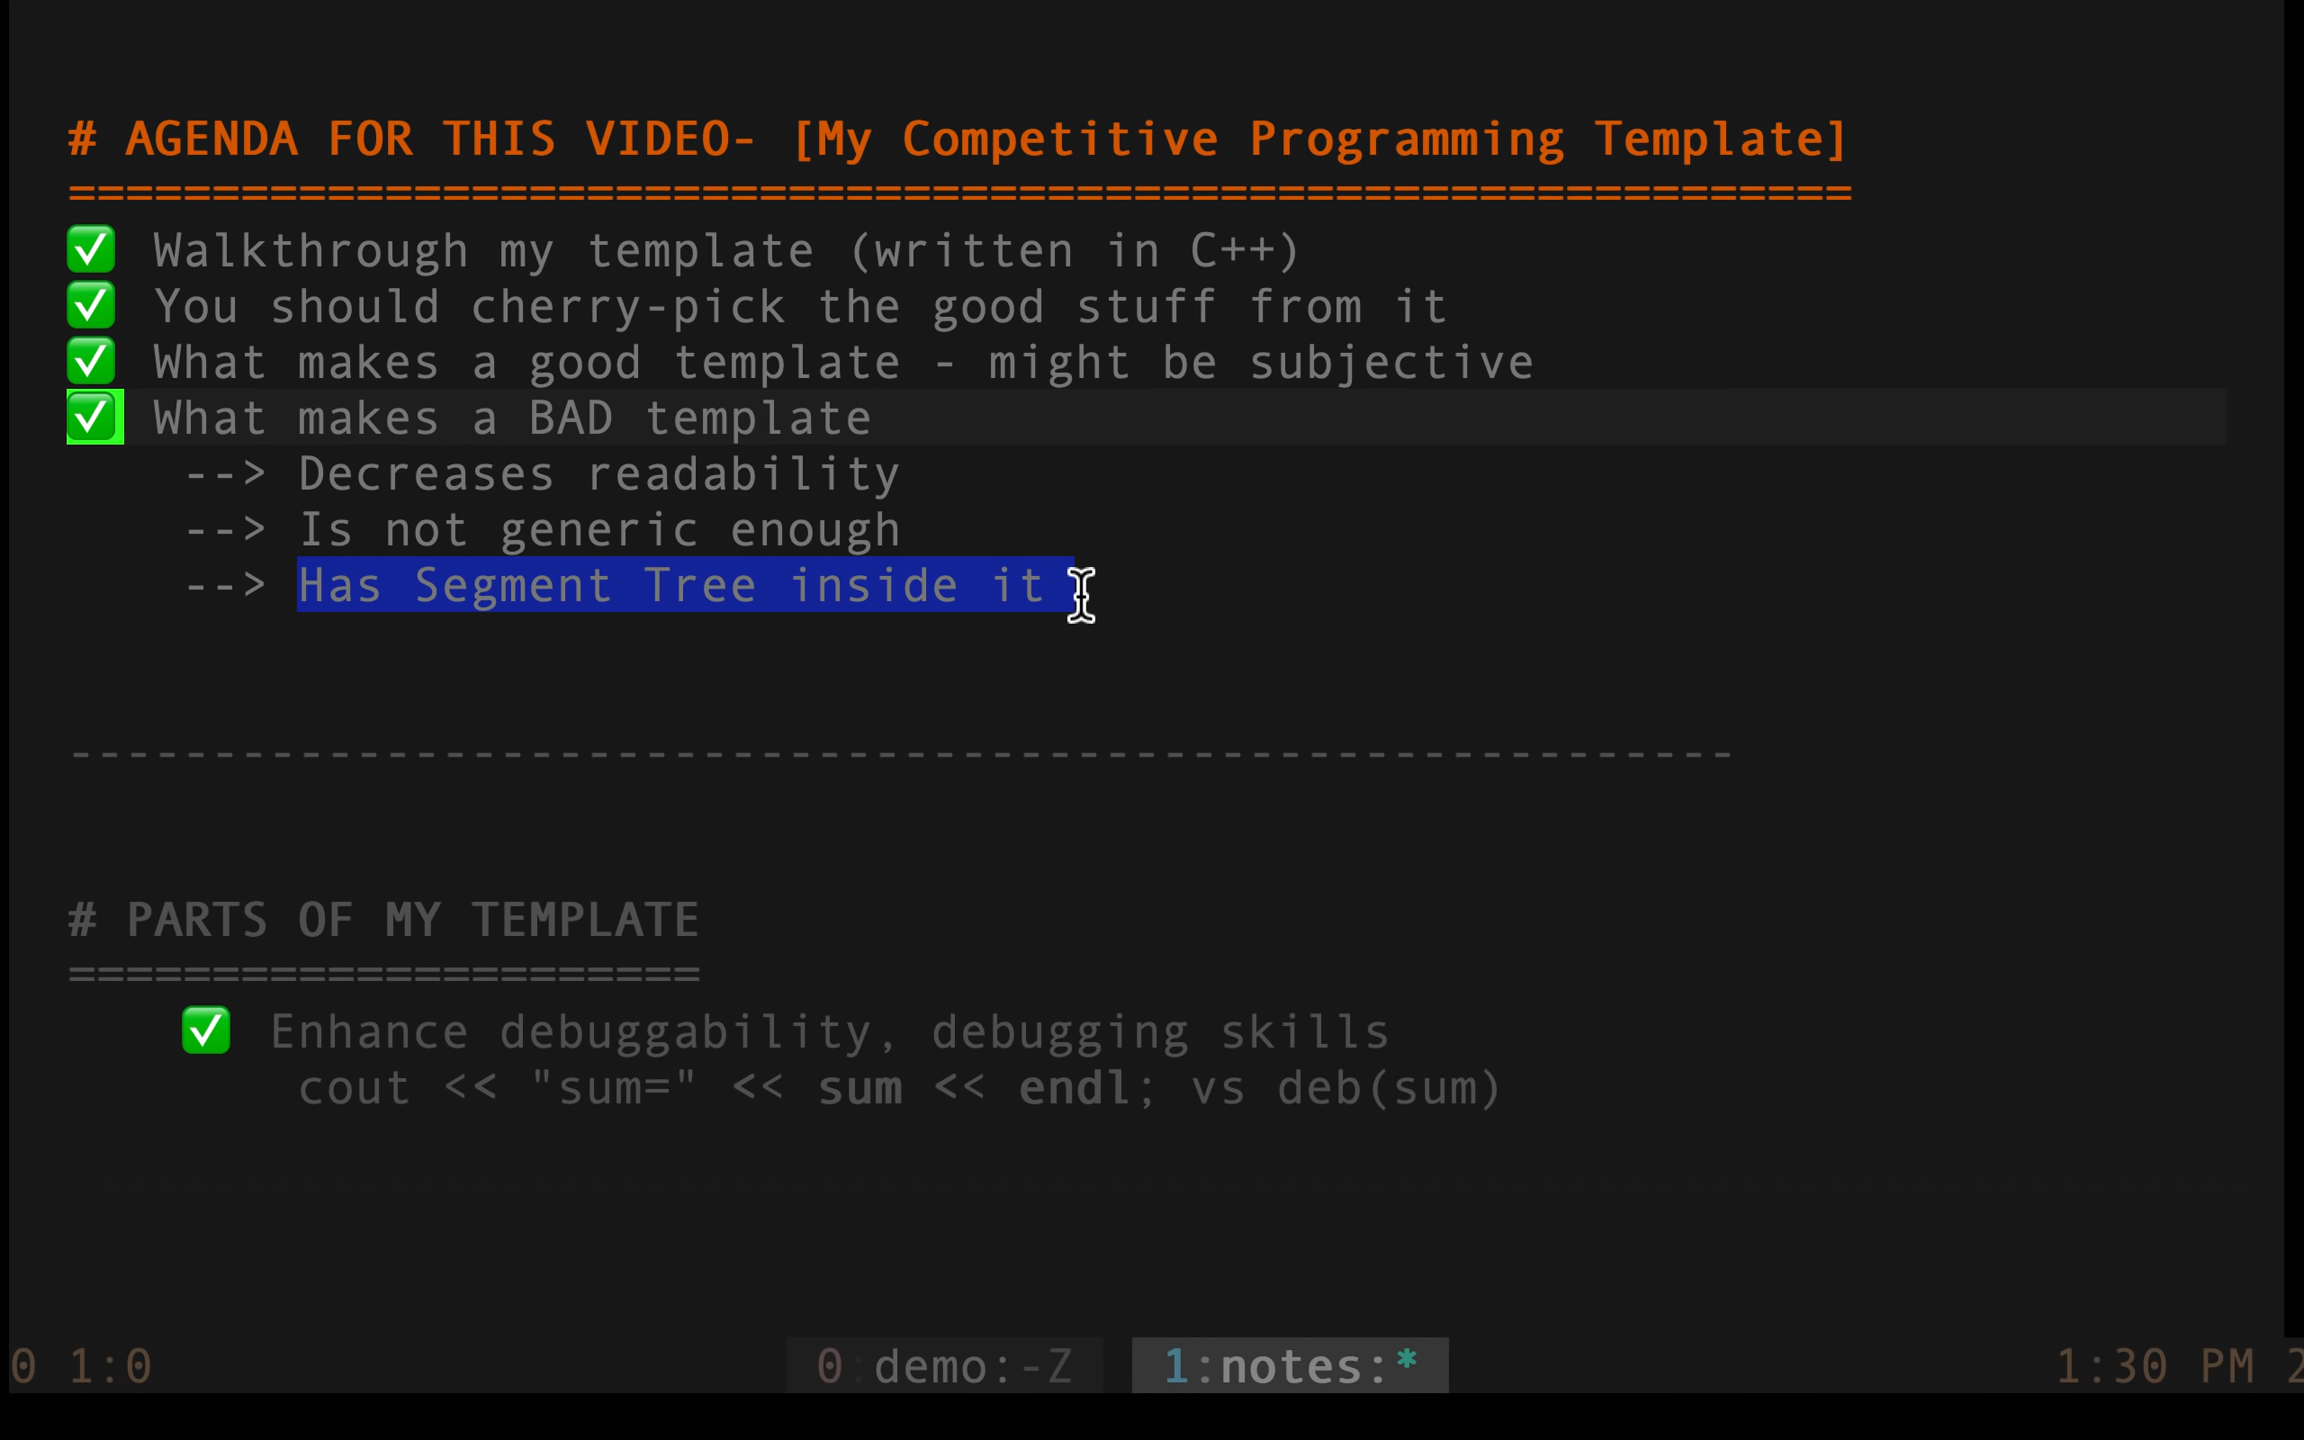 # AGENDA FOR THIS VIDEO- [My Competitive Programming Template]
==============================================================
✅ Walkthrough my template (written in C++)
✅ You should cherry-pick the good stuff from it
✅ What makes a good template - might be subjective
✅ What makes a BAD template
--> Decreases readability
--> Is not generic enough
--> Has Segment Tree inside it
----------------------------------------------------------
# PARTS OF MY TEMPLATE
======================
✅ Enhance debuggability, debugging skills
cout << "sum=" << sum << endl; vs deb(sum)
0 1:0 0:demo:-Z 1:notes:* 1:30 PM 2